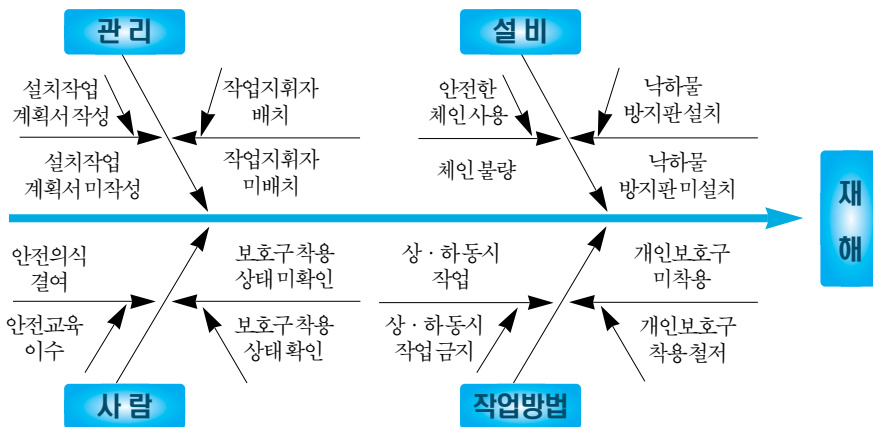 관리
설비
설치작업
계획서 작성
작업지휘자
배치
안전한
체인 사용
낙하물
방지판 설치
설치작업
계획서 미작성
작업지휘자
미배치
체인 불량
낙하물
방지판 미설치
재
해
안전의식
결여
보호구 착용
상태 미확인
상 · 하 동시
작업
개인보호구
미착용
안전교육
이수
보호구 착용
상태 확인
상 · 하 동시
작업 금지
개인보호구
착용 철저
사람
작업방법